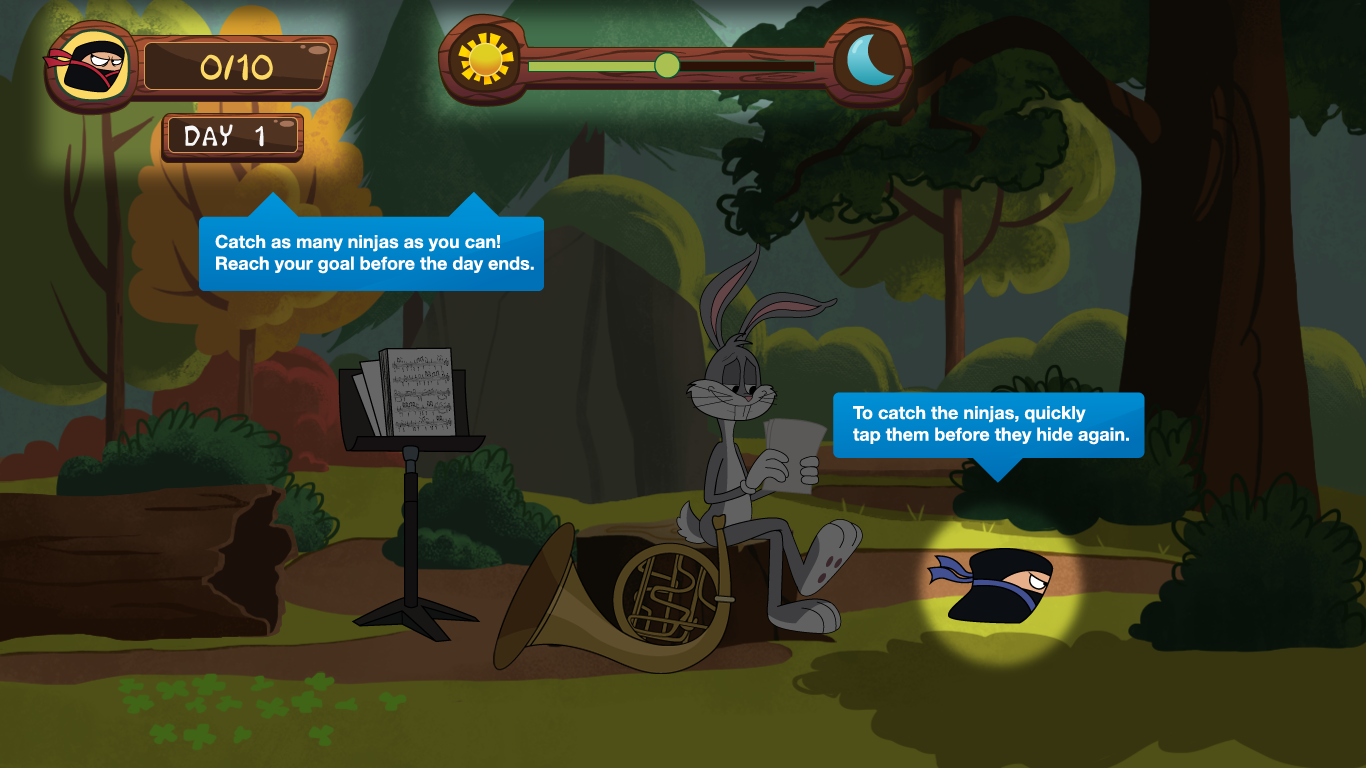 0/10
DAY 1
Catch as many ninjas as you can!
Reach your goal before the day ends.
To catch the ninjas, quickly
tap them before they hide again.